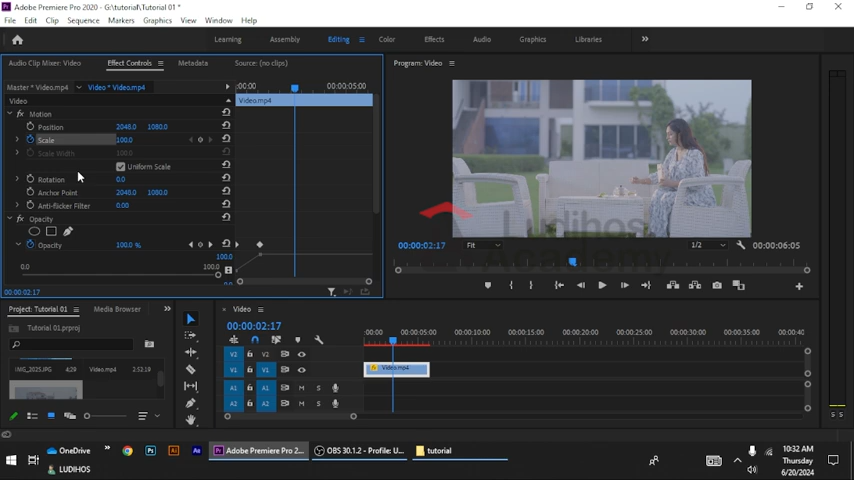 Adobe Premiere Pro 2020 - G:\tutorial\Tutorial 01 *
File Edit Clip Sequence Markers Graphics View Window Help
Learning Assembly Editing Color Effects Audio Graphics Libraries
Audio Clip Mixer: Video Effect Controls Metadata Source: (no clips) Program: Video
Master * Video.mp4 Video * Video.mp4 :00:00 00:00:05:00
Video Video.mp4
Motion
Position 2048.0 1080.0
Scale 100.0
Scale Width 100.0
Uniform Scale
Rotation 0.0
Anchor Point 2048.0 1080.0
Anti-flicker Filter 0.00
Opacity
Opacity 100.0 %
100.0
0.0 100.0
0.0
00:00:02:17
Ludihos
Academy
00:00:02:17 Fit 1/2 00:00:06:05
Project: Tutorial 01 Media Browser Video
Tutorial 01.prproj
00:00:02:17
:00:00 00:00:05:00 00:00:10:00 00:00:15:00 00:00:20:00 00:00:25:00 00:00:30:00 00:00:35:00 00:00:40
IMG_2025.JPG 4:29 Video.mp4 2:53:19
V2 V2
V1 V1 fx Video.mp4
A1 A1 M S
A2 A2 M S
S S
OneDrive Adobe Premiere Pro 2... OBS 30.1.2 - Profile: U... tutorial
LUDIHOS
10:32 AM
Thursday
6/20/2024